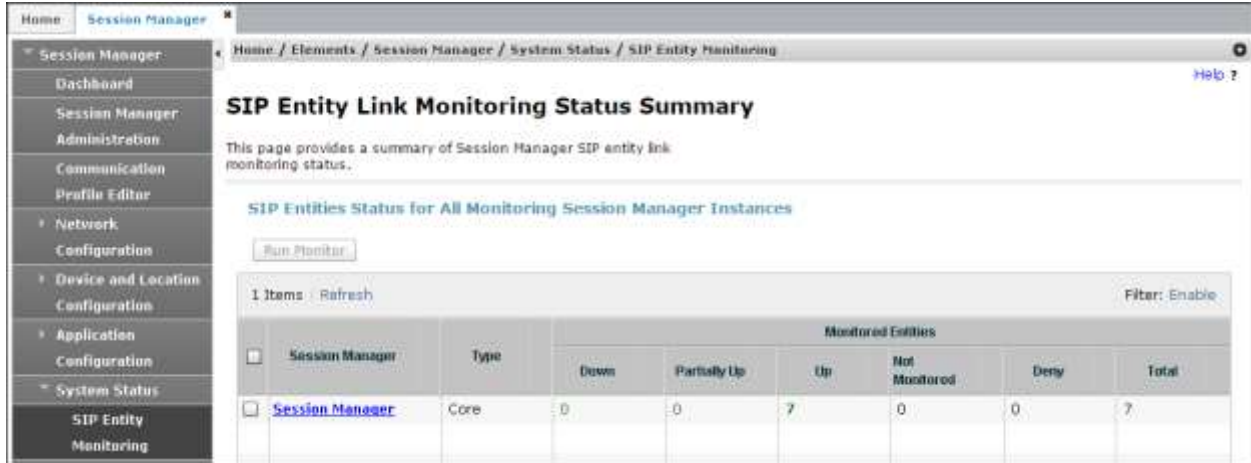 Home Session Manager ✖
Session Manager
Dashboard
Session Manager
Administration
Communication
Profile Editor
Network
Configuration
Device and Location
Configuration
Application
Configuration
System Status
SIP Entity
Monitoring
Home / Elements / Session Manager / System Status / SIP Entity Monitoring
Help ?
SIP Entity Link Monitoring Status Summary
This page provides a summary of Session Manager SIP entity link
monitoring status.
SIP Entities Status for All Monitoring Session Manager Instances
Run Monitor
1 Items Refresh Filter: Enable
Monitored Entities
Session Manager Type Down Partially Up Up Not Monitored Deny Total
Session Manager Core 0 0 7 0 0 7